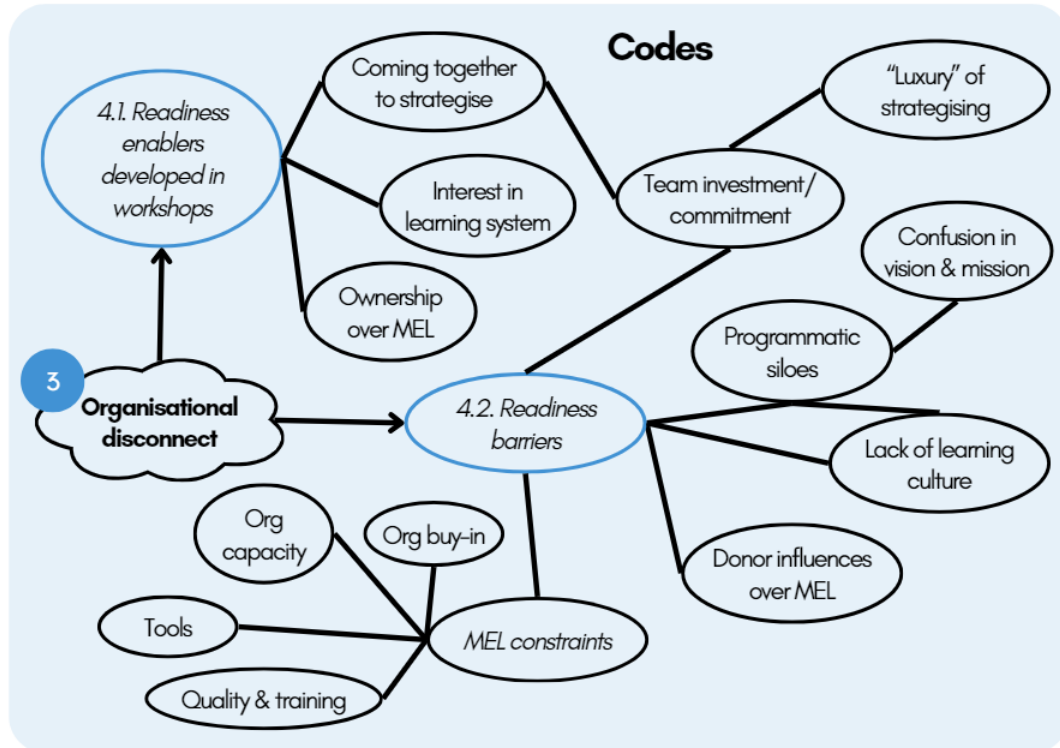 Codes
Coming together
to strategise
"Luxury" of
strategising
4.1. Readiness
enablers
developed in
workshops
Team investment/
commitment
Interest in
learning system
Confusion in
vision & mission
Ownership
over MEL
Programmatic
siloes
3
Organisational
disconnect
4.2. Readiness
barriers
Lack of learning
culture
Org
capacity
Org buy-in
Donor influences
over MEL
Tools
MEL constraints
Quality & training